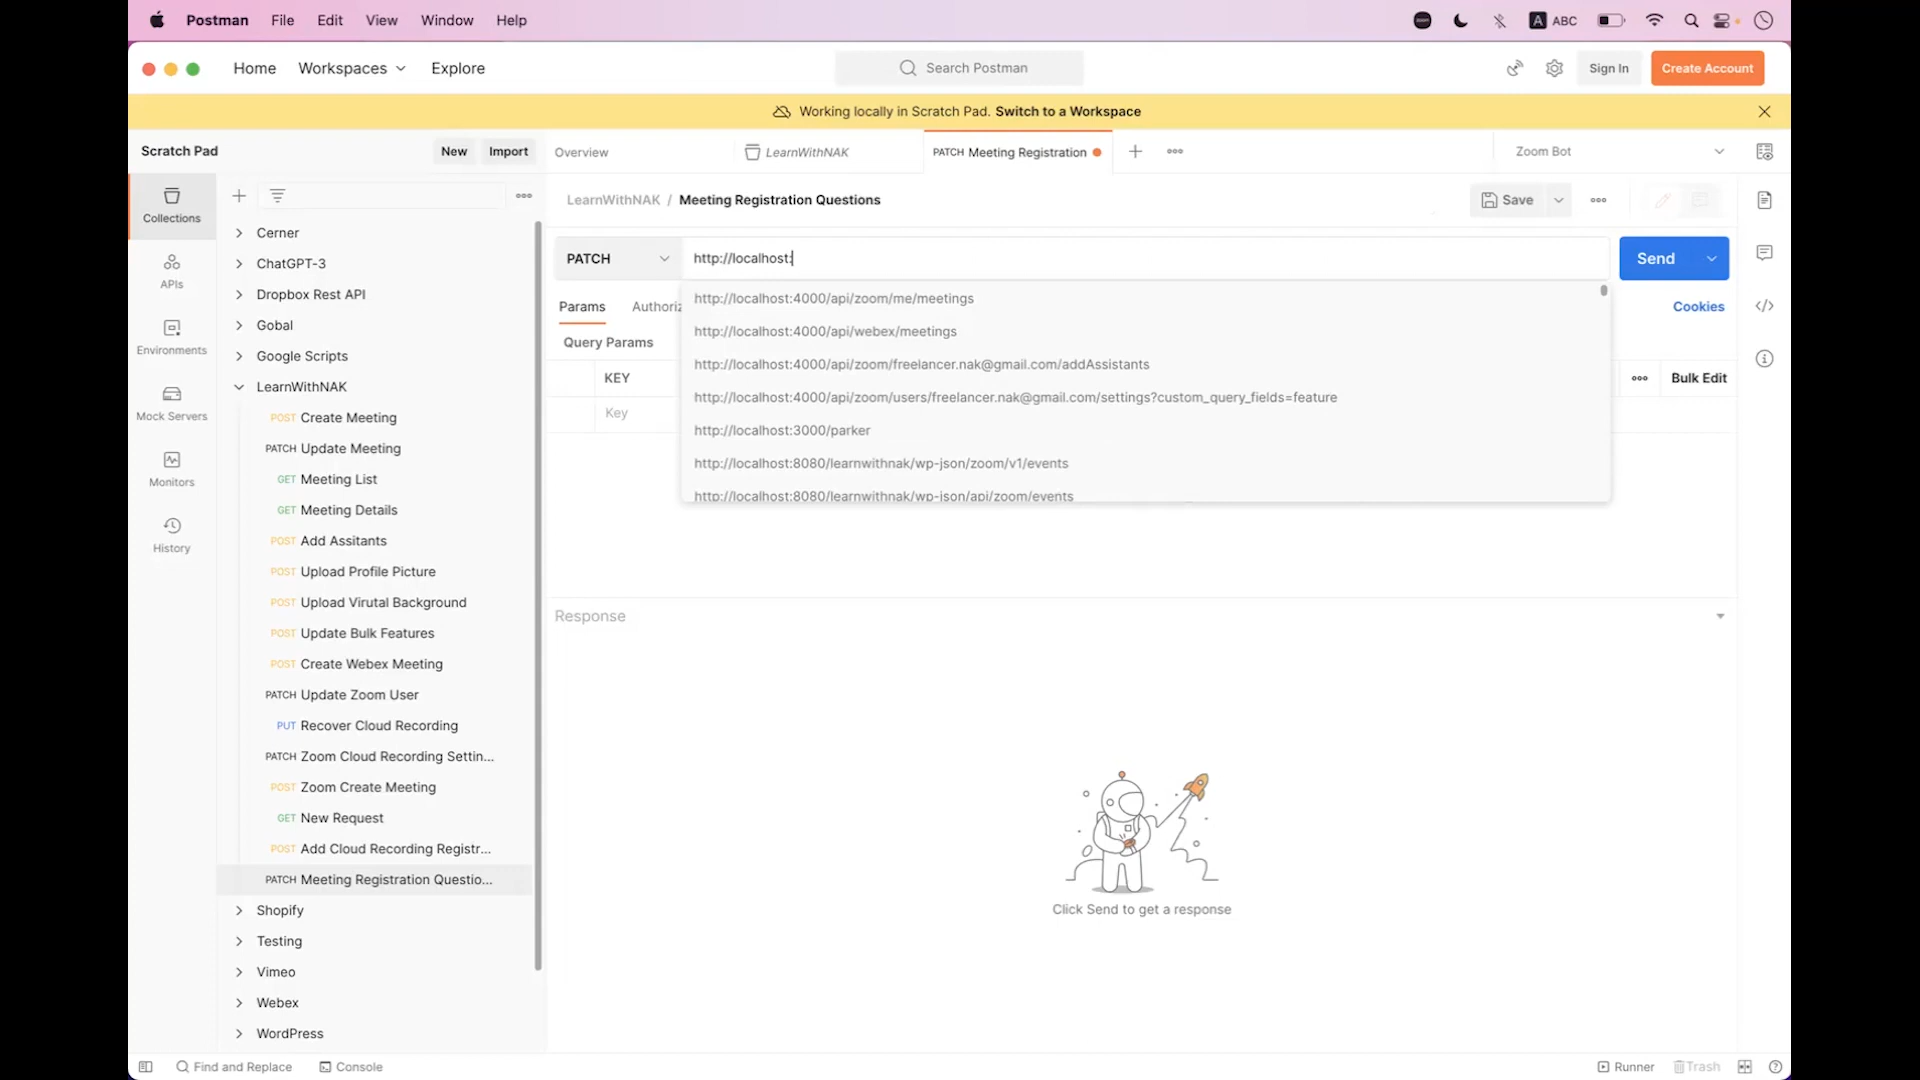 Postman File Edit View Window Help
A ABC
Home Workspaces Explore
Search Postman
Sign In Create Account
Working locally in Scratch Pad. Switch to a Workspace
Scratch Pad New Import
Overview LearnWithNAK PATCH Meeting Registration
Zoom Bot
Collections
APIs
Environments
Mock Servers
Monitors
History
Cerner
ChatGPT-3
Dropbox Rest API
Gobal
Google Scripts
LearnWithNAK
POST Create Meeting
PATCH Update Meeting
GET Meeting List
GET Meeting Details
POST Add Assitants
POST Upload Profile Picture
POST Upload Virutal Background
POST Update Bulk Features
POST Create Webex Meeting
PATCH Update Zoom User
PUT Recover Cloud Recording
PATCH Zoom Cloud Recording Settin...
POST Zoom Create Meeting
GET New Request
POST Add Cloud Recording Registr...
PATCH Meeting Registration Questio...
Shopify
Testing
Vimeo
Webex
WordPress
LearnWithNAK / Meeting Registration Questions
Save
PATCH http://localhost:
Send
Params Authoriz
Cookies
Query Params
KEY
Bulk Edit
Key
http://localhost:4000/api/zoom/me/meetings
http://localhost:4000/api/webex/meetings
http://localhost:4000/api/zoom/freelancer.nak@gmail.com/addAssistants
http://localhost:4000/api/zoom/users/freelancer.nak@gmail.com/settings?custom_query_fields=feature
http://localhost:3000/parker
http://localhost:8080/learnwithnak/wp-json/zoom/v1/events
http://localhost:8080/learnwithnak/wp-json/api/zoom/events
Response
Click Send to get a response
Find and Replace Console
Runner Trash